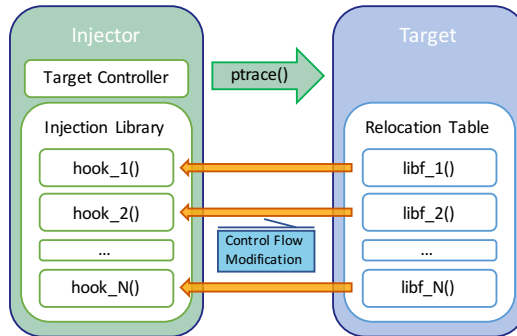 Injector
Target
Target Controller
ptrace()
Injection Library
Relocation Table
hook_1()
libf_1()
hook_2()
libf_2()
Control Flow
Modification
...
...
hook_N()
libf_N()